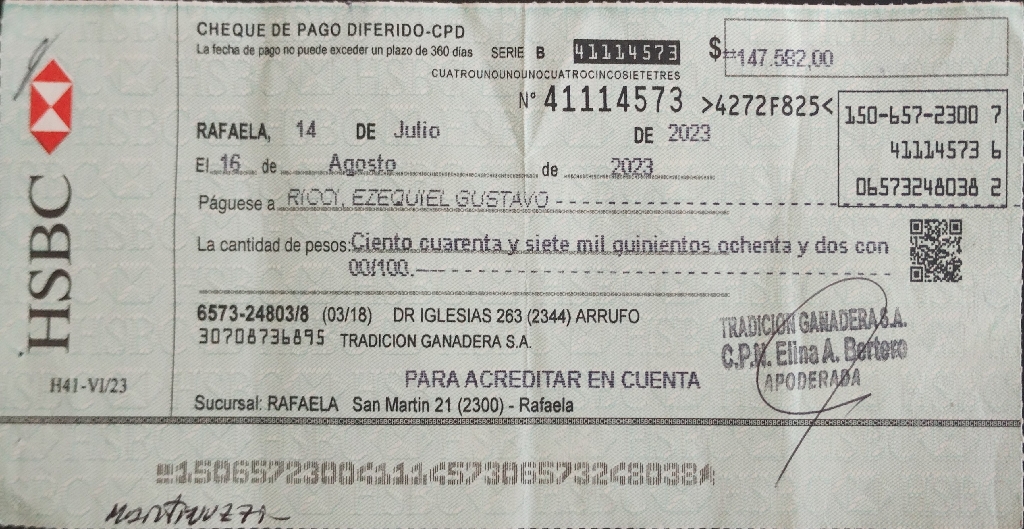 CHEQUE DE PAGO DIFERIDO-CPD
La fecha de pago no puede exceder un plazo de 360 días SERIE B 41114573 $ 147.582,00
CUATROUNOUNOUNOCUATROCINCOSIETETRES
N° 41114573 >4272F825<
150-657-2300 7
41114573 6
06573248038 2
RAFAELA, 14 DE Julio DE 2023
El 16 de Agosto de 2023
Páguese a RICCI, EZEQUIEL GUSTAVO
La cantidad de pesos: Ciento cuarenta y siete mil quinientos ochenta y dos con
00/100.
6573-24803/8 (03/18) DR IGLESIAS 263 (2344) ARRUFO
30708736895 TRADICION GANADERA S.A.
TRADICION GANADERA S.A.
C.P.N. Elina A. Bertero
APODERADA
PARA ACREDITAR EN CUENTA
Sucursal: RAFAELA San Martin 21 (2300) - Rafaela
HSBC
H41-VI/23
15065723004111457306573248038